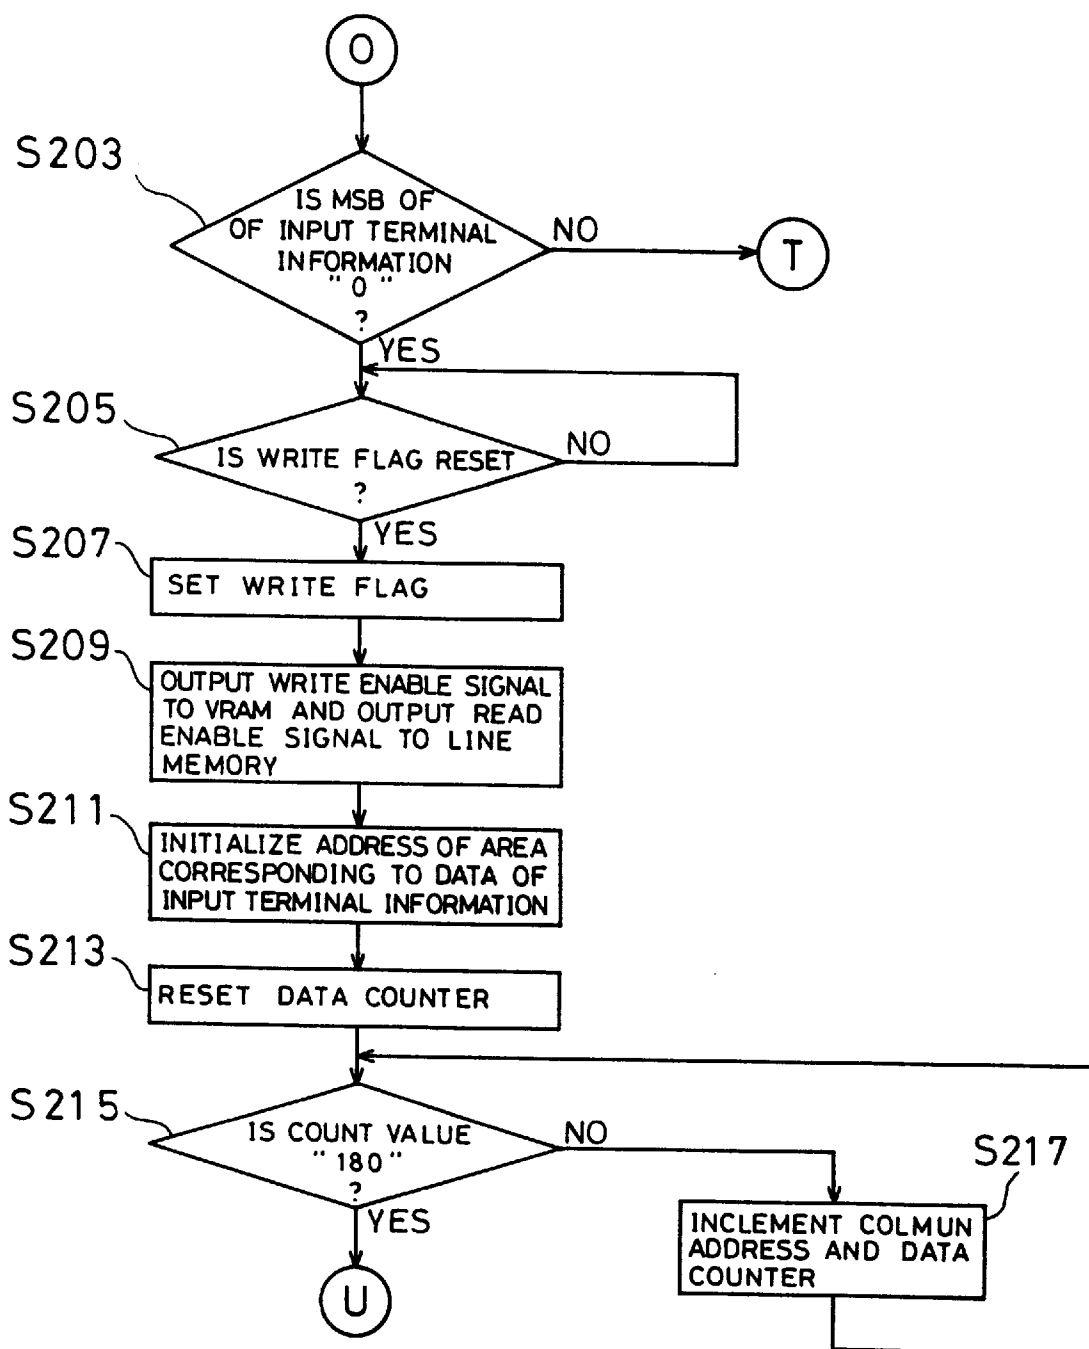 O
S203
IS MSB OF
OF INPUT TERMINAL
INFORMATION
"0"
?
NO
T
YES
S205
IS WRITE FLAG RESET
?
NO
YES
S207
SET WRITE FLAG
S209
OUTPUT WRITE ENABLE SIGNAL
TO VRAM AND OUTPUT READ
ENABLE SIGNAL TO LINE
MEMORY
S211
INITIALIZE ADDRESS OF AREA
CORRESPONDING TO DATA OF
INPUT TERMINAL INFORMATION
S213
RESET DATA COUNTER
S215
IS COUNT VALUE
"180"
?
NO
YES
S217
INCLEMENT COLMUN
ADDRESS AND DATA
COUNTER
U